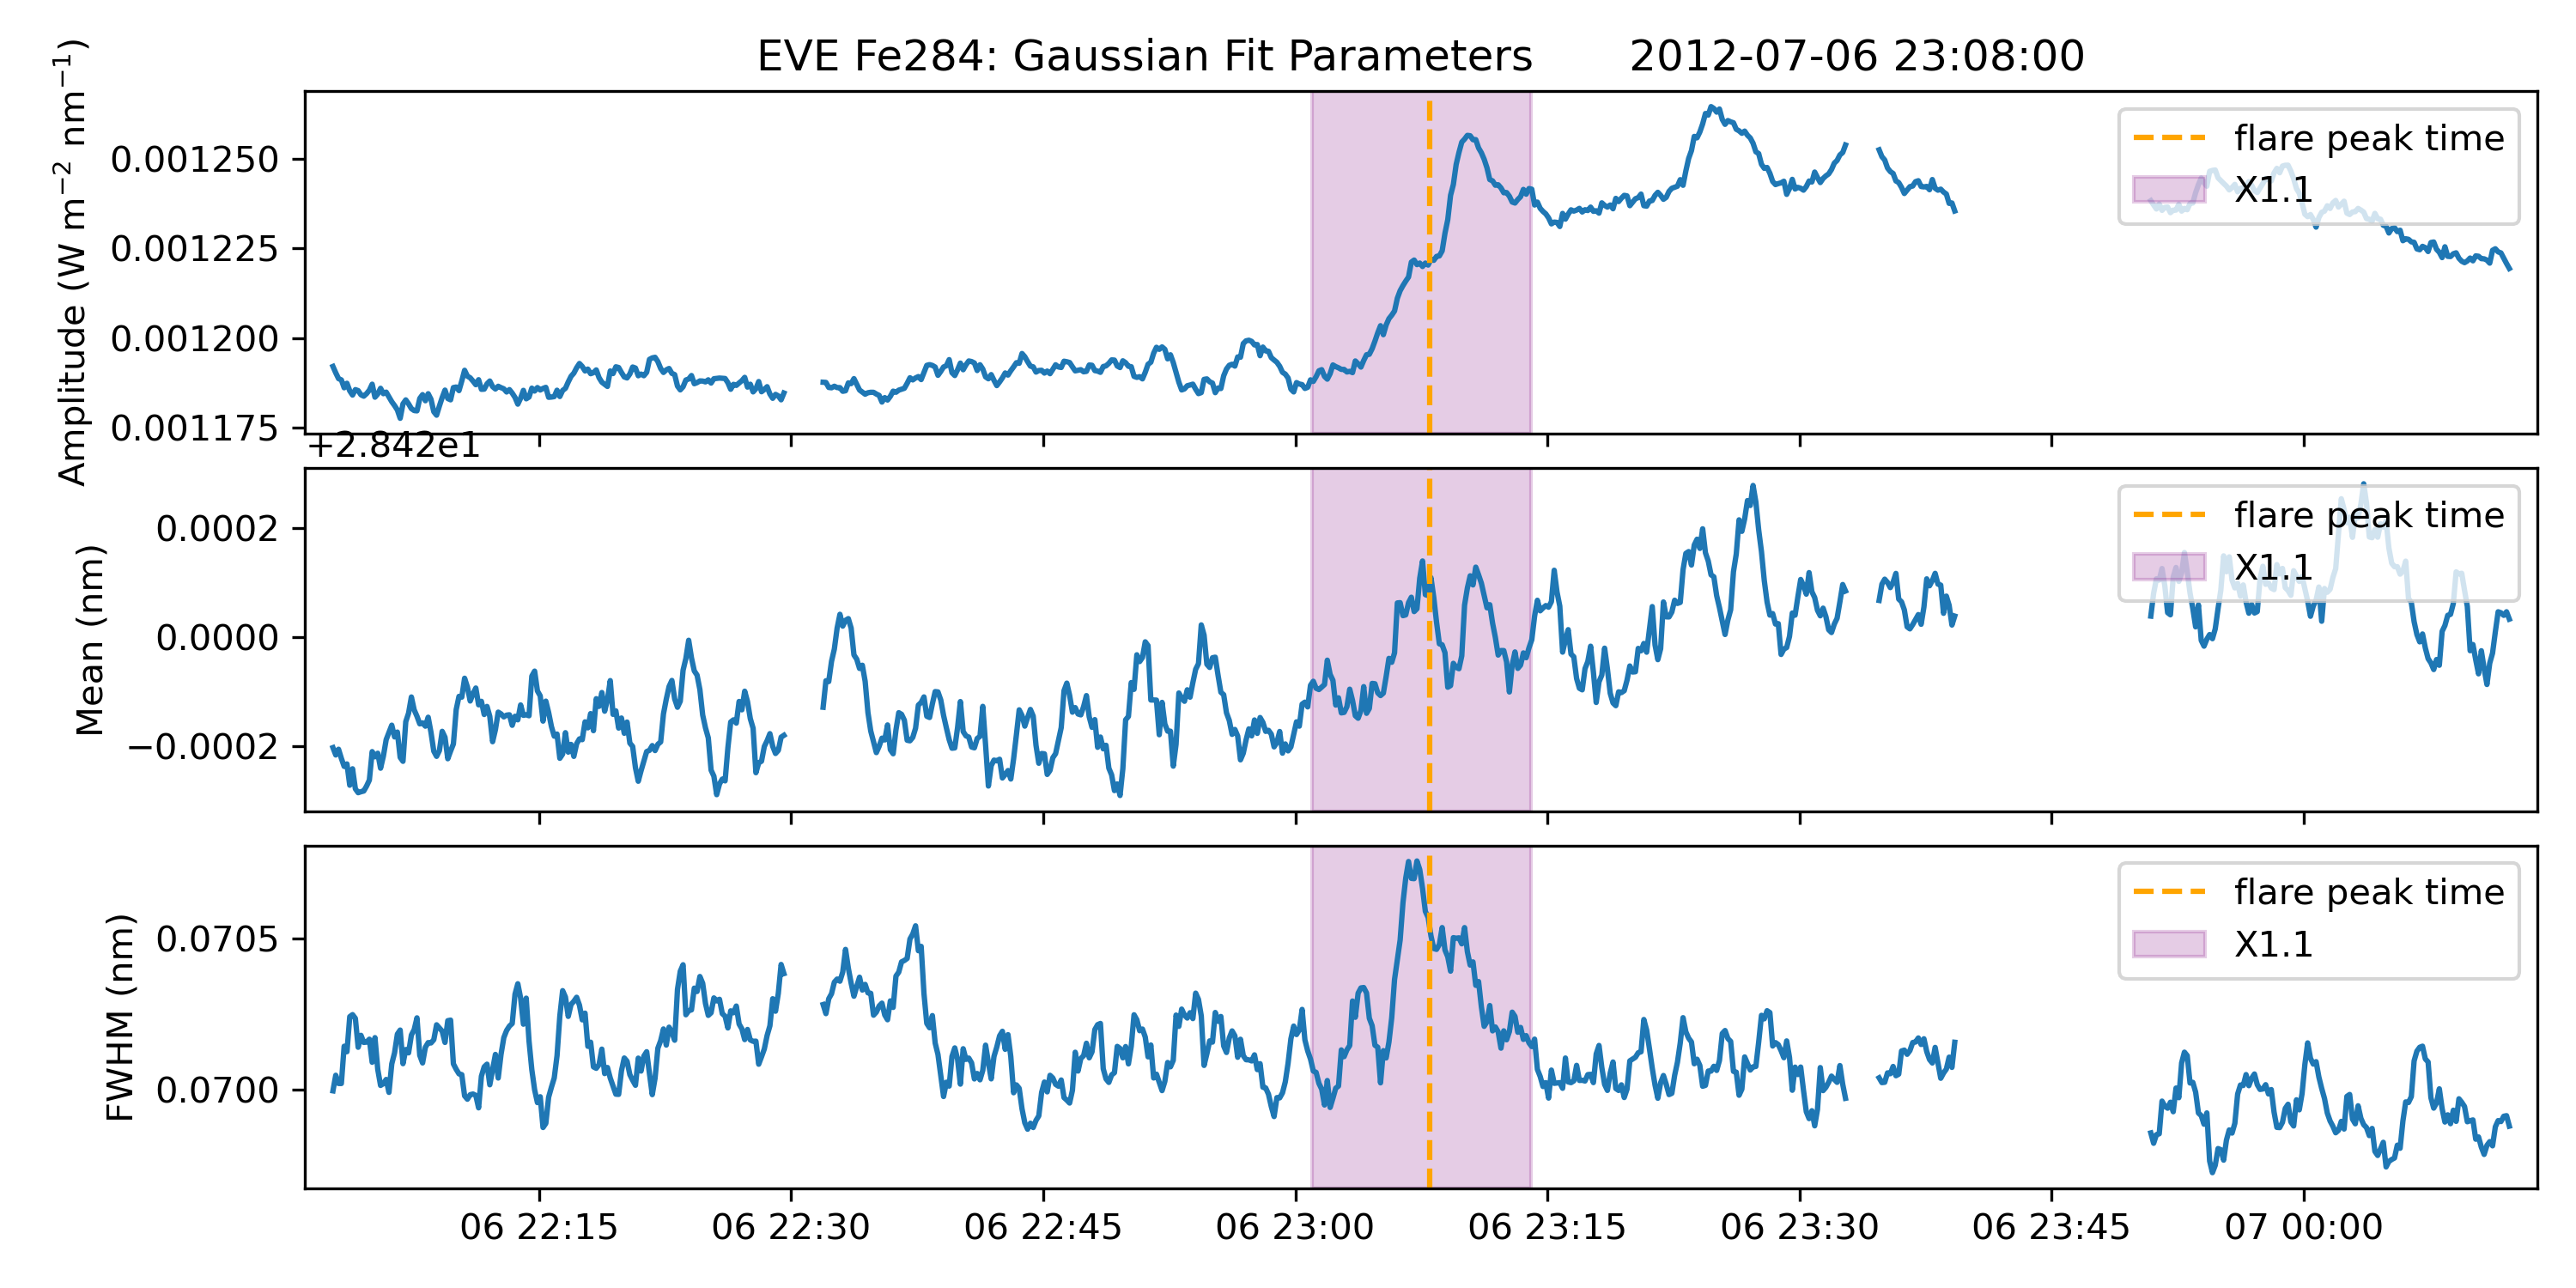 EVE Fe284: Gaussian Fit Parameters 2012-07-06 23:08:00
Amplitude (W m⁻² nm⁻¹)
0.001250
0.001225
0.001200
0.001175
flare peak time
X1.1
+2.842e1
Mean (nm)
0.0002
0.0000
−0.0002
flare peak time
X1.1
FWHM (nm)
0.0705
0.0700
flare peak time
X1.1
06 22:15 06 22:30 06 22:45 06 23:00 06 23:15 06 23:30 06 23:45 07 00:00